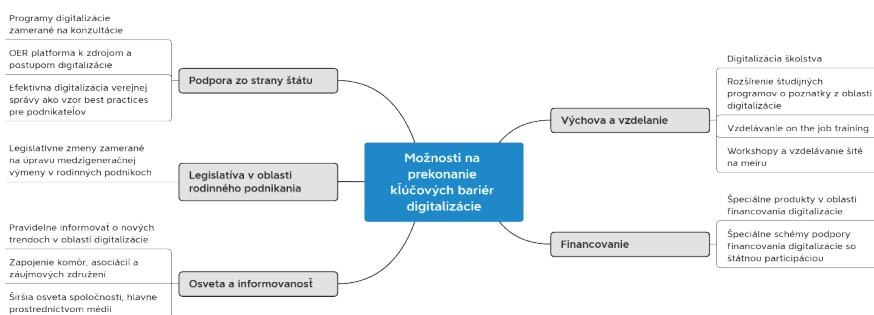 Programy digitalizácie
zamerané na konzultácie
OER platforma k zdrojom a
postupom digitalizácie
Efektívna digitalizácia verejnej
správy ako vzor best practices
pre podnikateľov
Podpora zo strany štátu
Legislatívne zmeny zamerané
na úpravu medzigeneračnej
výmeny v rodinných podnikoch
Legislatíva v oblasti
rodinného podnikania
Pravidelne informovať o nových
trendoch v oblasti digitalizácie
Zapojenie komôr, asociácií a
záujmových združení
Širšia osveta spoločnosti, hlavne
prostredníctvom médií
Osveta a informovanosť
Možnosti na
prekonanie
kľúčových bariér
digitalizácie
Výchova a vzdelanie
Digitalizácia školstva
Rozšírenie študijných
programov o poznatky z oblasti
digitalizácie
Vzdelávanie on the job training
Workshopy a vzdelávanie šité
na mieru
Financovanie
Špeciálne produkty v oblasti
financovania digitalizácie
Špeciálne schémy podpory
financovania digitalizácie so
štátnou participáciou